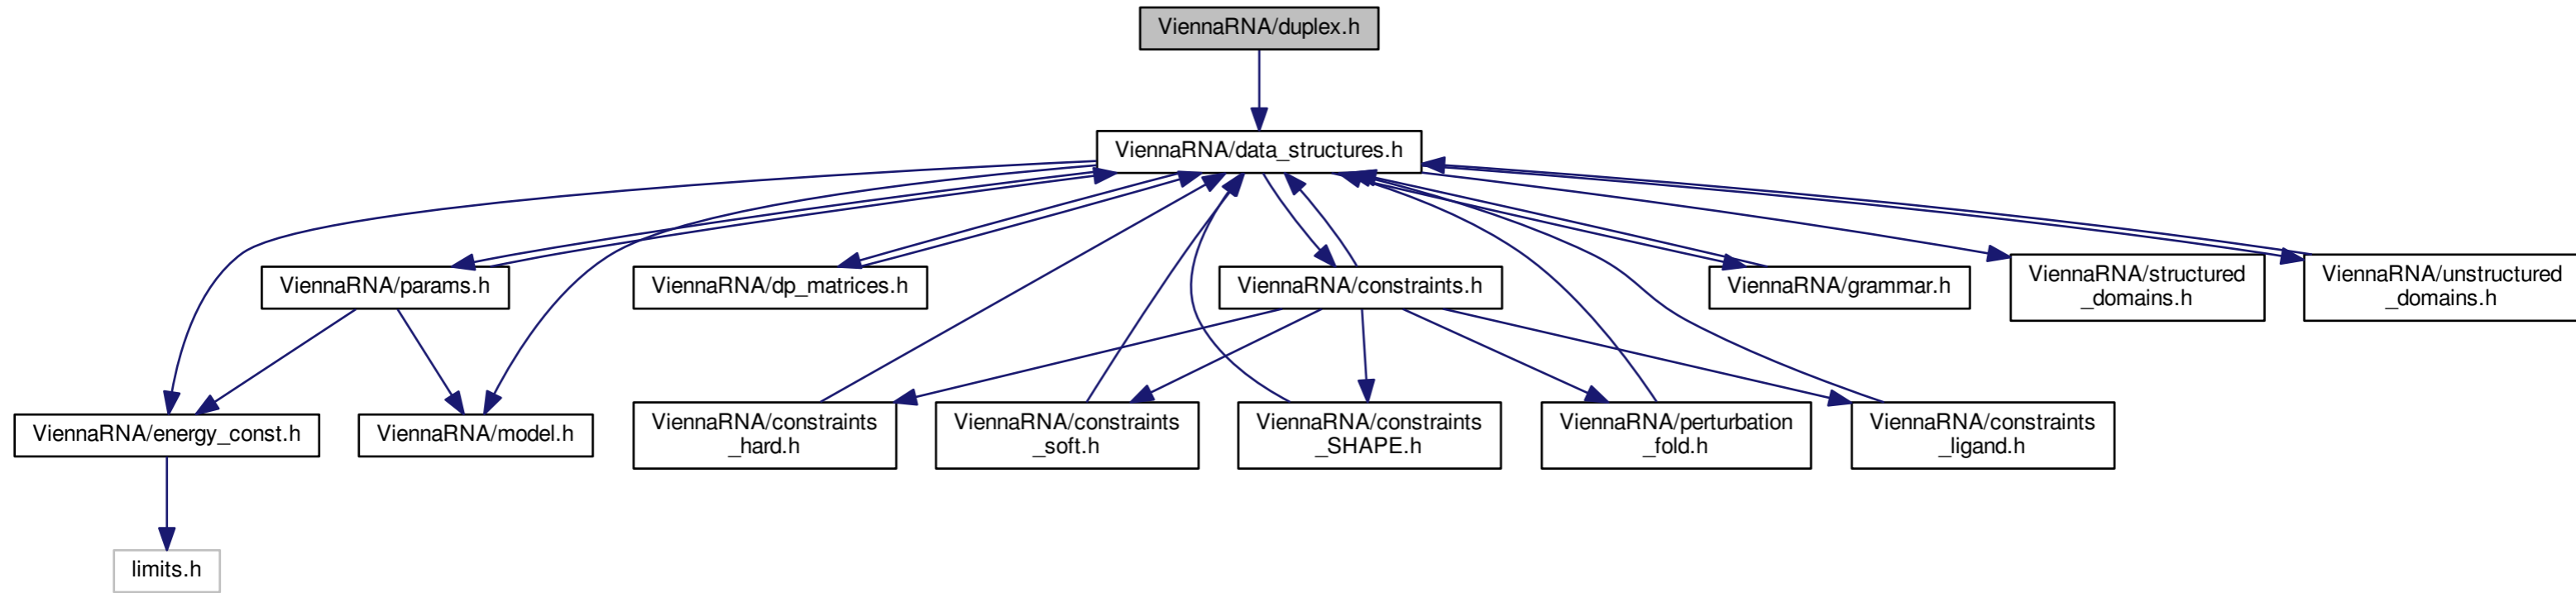 ViennaRNA/duplex.h
ViennaRNA/data_structures.h
ViennaRNA/params.h
ViennaRNA/dp_matrices.h
ViennaRNA/constraints.h
ViennaRNA/grammar.h
ViennaRNA/structured
_domains.h
ViennaRNA/unstructured
_domains.h
ViennaRNA/energy_const.h
ViennaRNA/model.h
ViennaRNA/constraints
_hard.h
ViennaRNA/constraints
_soft.h
ViennaRNA/constraints
_SHAPE.h
ViennaRNA/perturbation
_fold.h
ViennaRNA/constraints
_ligand.h
limits.h